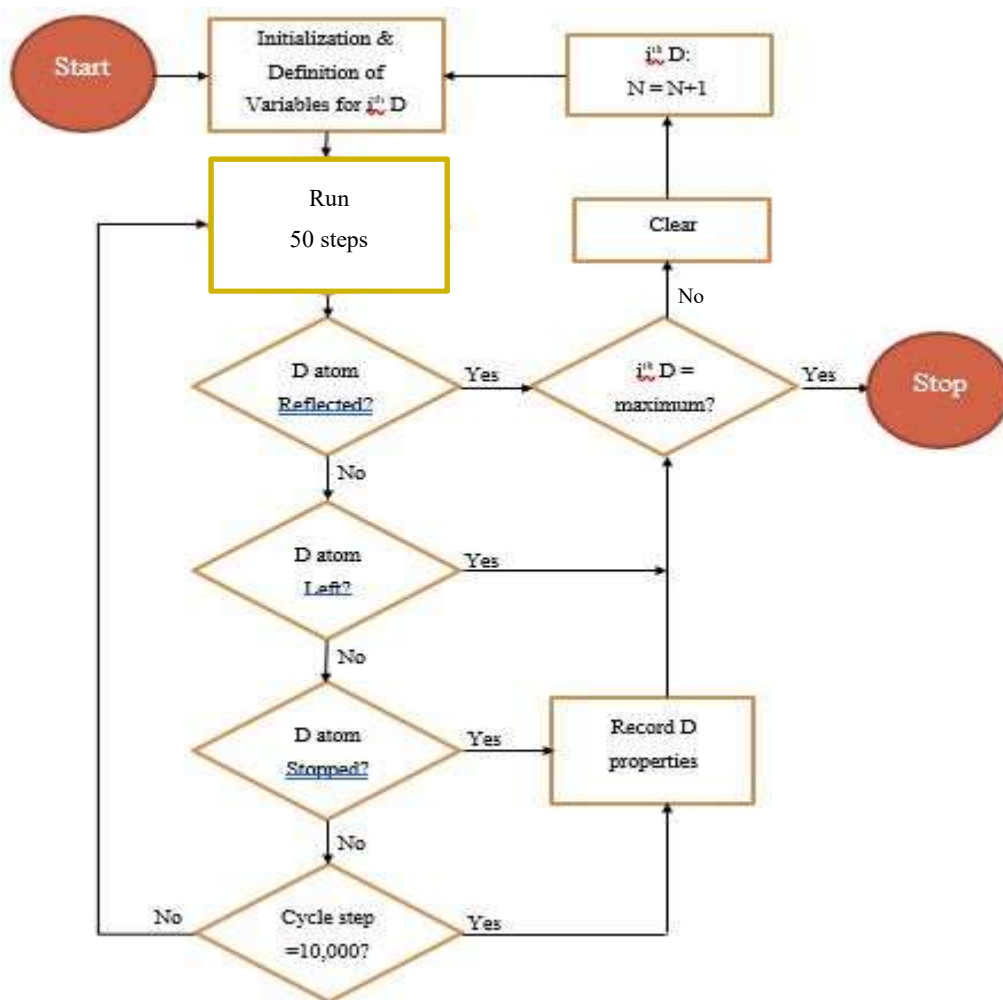 Start
Initialization &
Definition of
Variables for iᵗʰ D
iᵗʰ D:
N = N+1
Run
50 steps
Clear
No
D atom
Reflected?
Yes
iᵗʰ D =
maximum?
Yes
Stop
No
D atom
Left?
Yes
No
D atom
Stopped?
Yes
Record D
properties
No
No
Cycle step
=10,000?
Yes